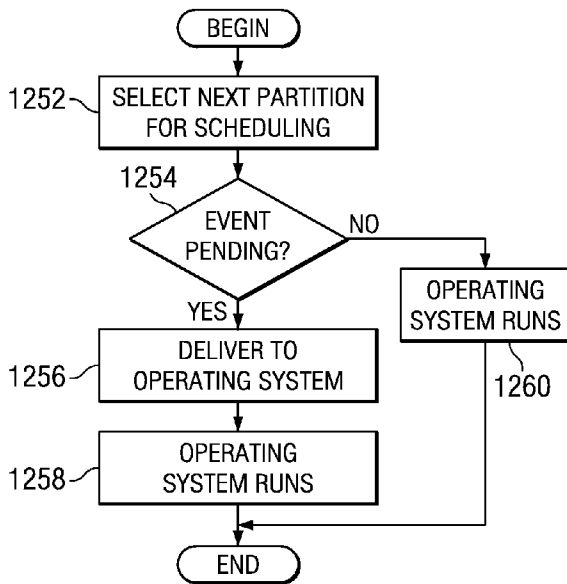 BEGIN
1252
SELECT NEXT PARTITION
FOR SCHEDULING
1254
EVENT
PENDING?
NO
YES
OPERATING
SYSTEM RUNS
1260
1256
DELIVER TO
OPERATING SYSTEM
1258
OPERATING
SYSTEM RUNS
END